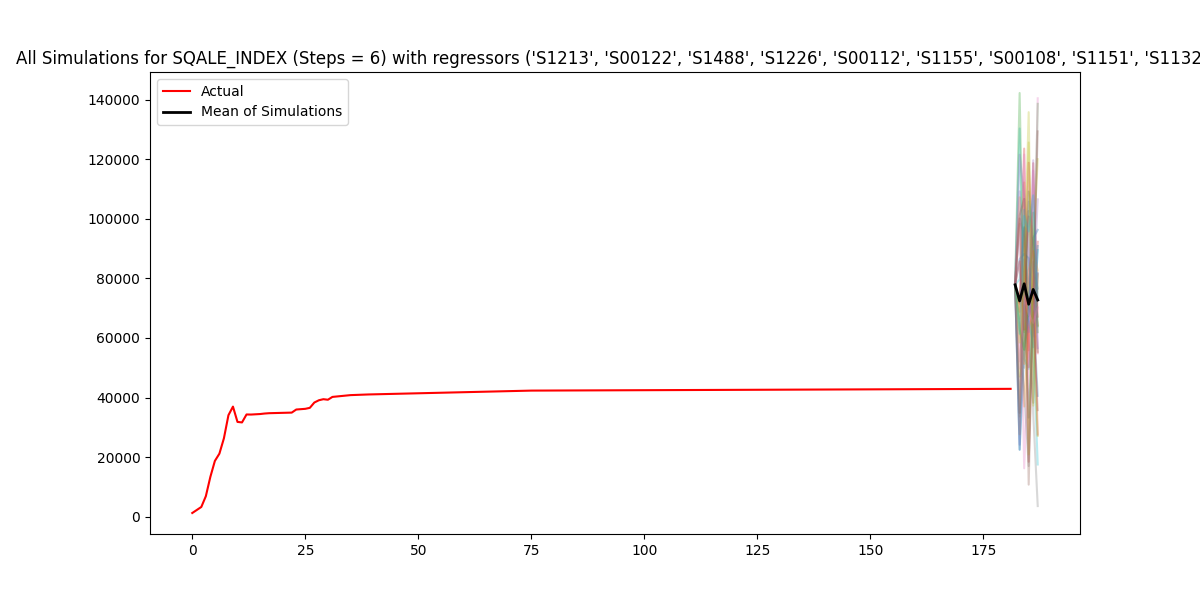 All Simulations for SQALE_INDEX (Steps = 6) with regressors ('S1213', 'S00122', 'S1488', 'S1226', 'S00112', 'S1155', 'S00108', 'S1151', 'S1132
Actual
Mean of Simulations
140000
120000
100000
80000
60000
40000
20000
0
0 25 50 75 100 125 150 175